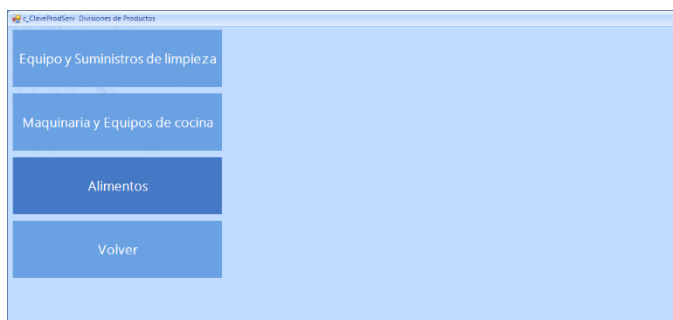 c_ClaveProdServ Divisiones de Productos
Equipo y Suministros de limpieza
Maquinaria y Equipos de cocina
Alimentos
Volver